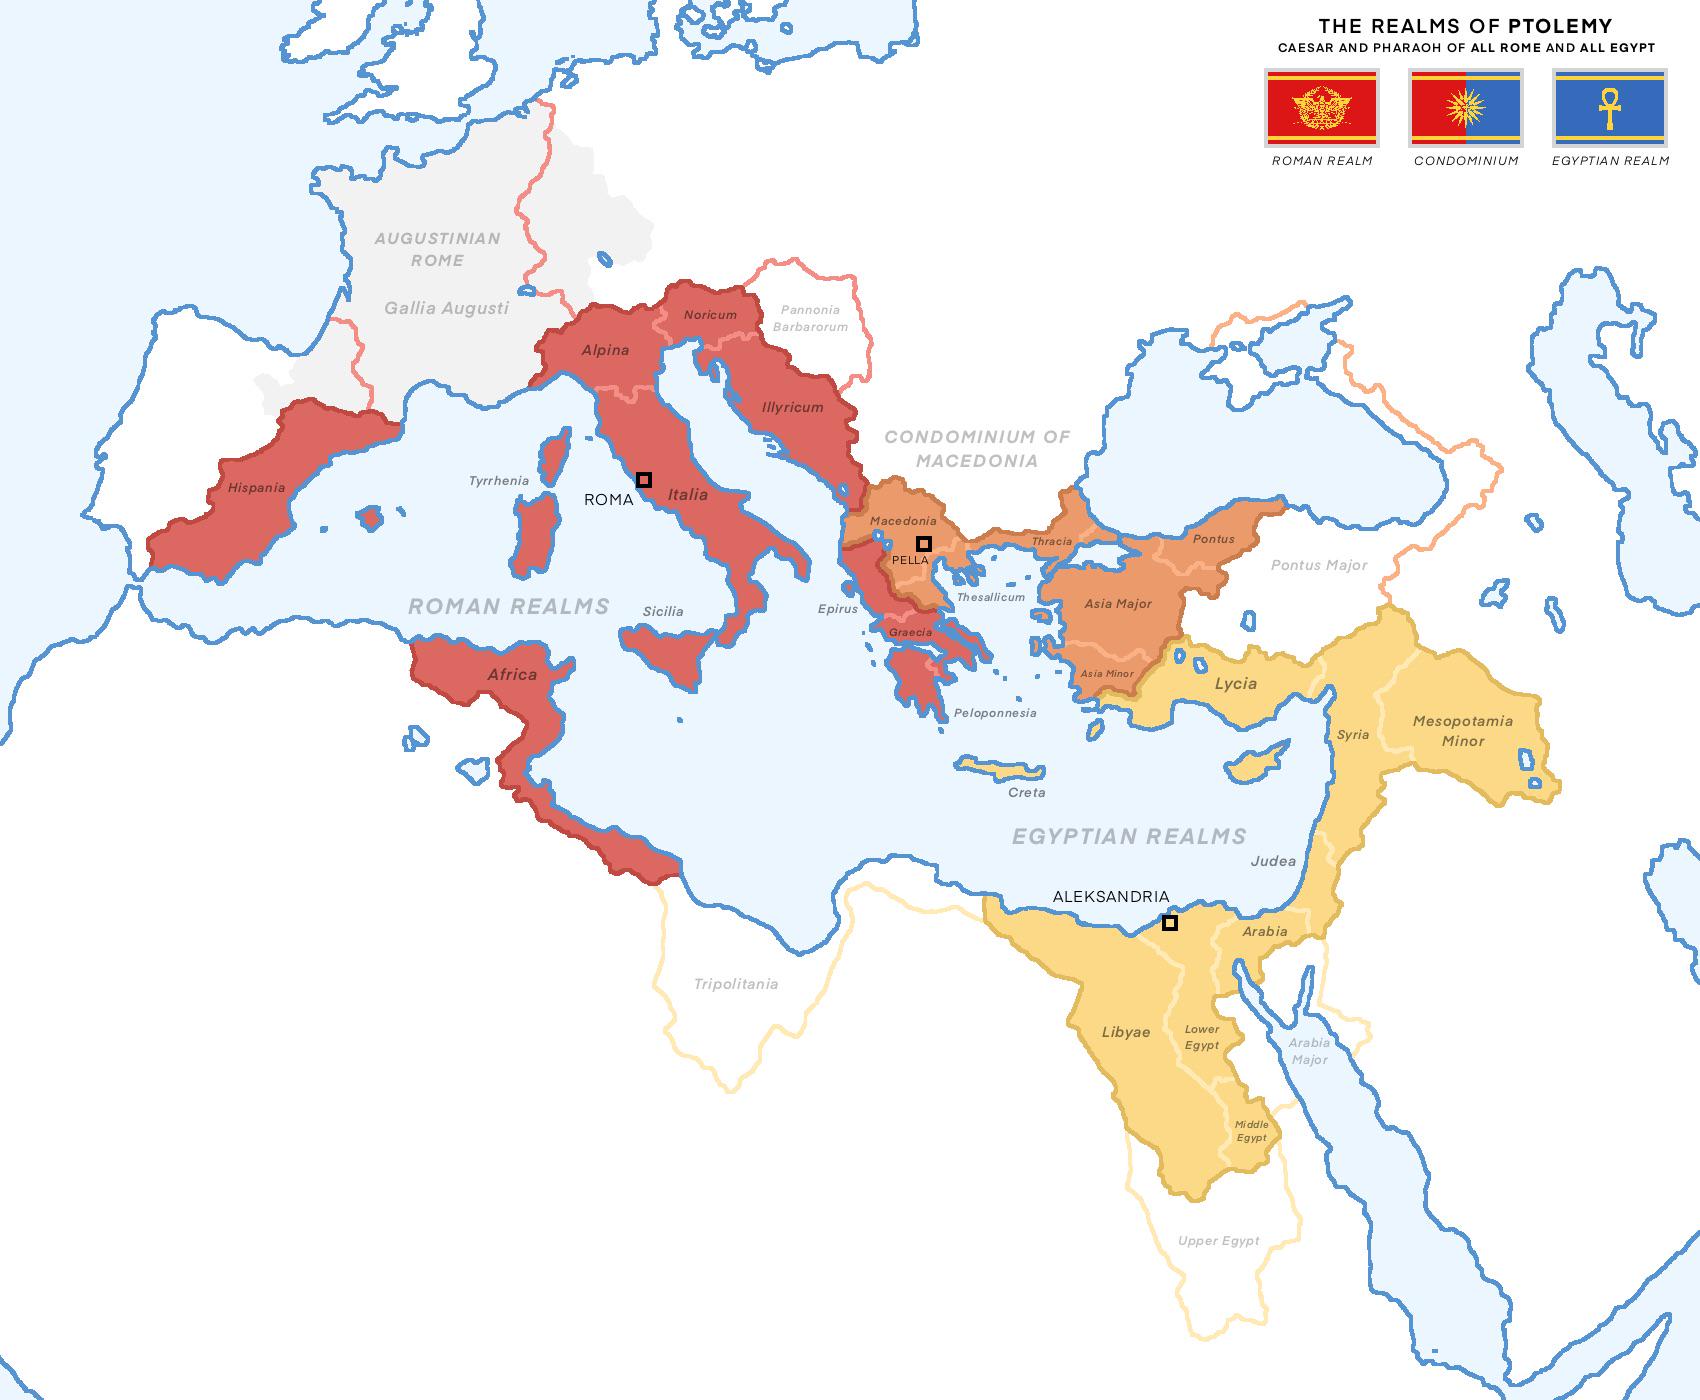 THE REALMS OF PTOLEMY
CAESAR AND PHARAOH OF ALL ROME AND ALL EGYPT
ROMAN REALM
CONDOMINIUM
EGYPTIAN REALM
AUGUSTINIAN
ROME
Gallia Augusti
Pannonia
Barbarorum
Noricum
Alpina
Illyricum
CONDOMINIUM OF
MACEDONIA
Tyrrhenia
Hispania
ROMA
Italia
Macedonia
PELLA
Thracia
Pontus
Pontus Major
Thesallicum
Asia Major
ROMAN REALMS
Sicilia
Epirus
Graecia
Africa
Asia Minor
Lycia
Peloponnesia
Syria
Mesopotamia
Minor
Creta
EGYPTIAN REALMS
Judea
ALEKSANDRIA
Arabia
Tripolitania
Libyae
Lower
Egypt
Arabia
Major
Middle
Egypt
Upper Egypt